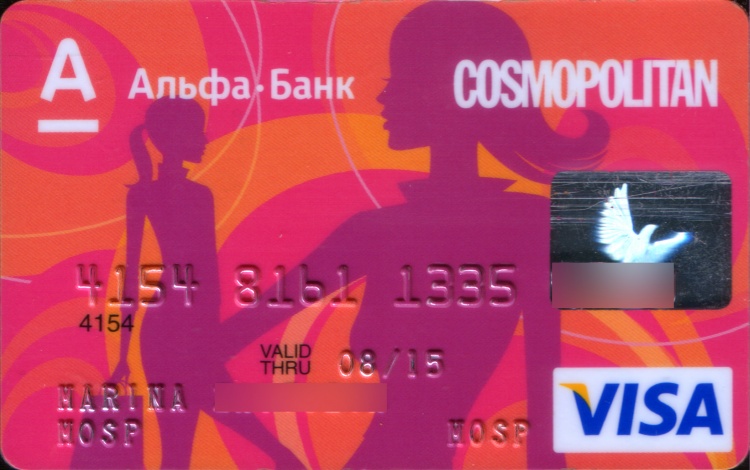 A Альфа·Банк COSMOPOLITAN
4154 8161 1335
4154
VALID THRU 08/15
MARINA
MOSP MOSP
VISA